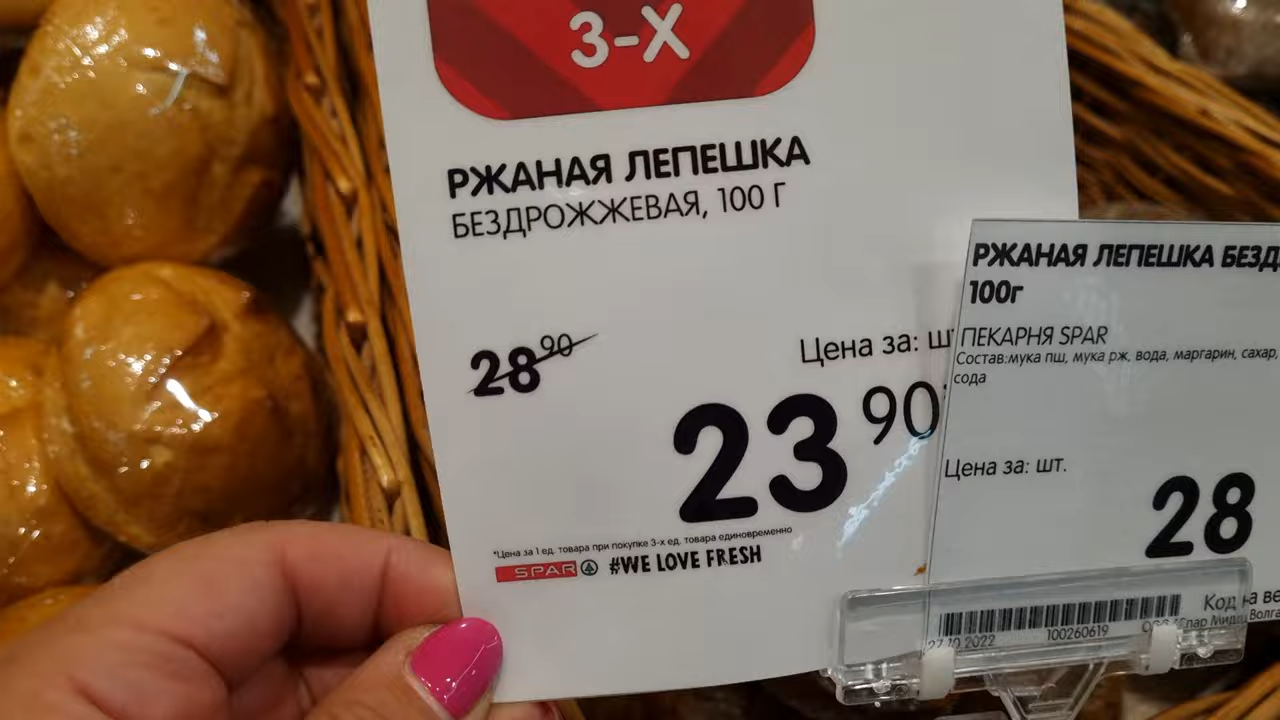 3-Х
РЖАНАЯ ЛЕПЕШКА
БЕЗДРОЖЖЕВАЯ, 100 Г
28 90
Цена за:
23 90
*Цена за 1 ед. товара при покупке 3-х ед. товара единовременно
SPAR #WE LOVE FRESH
РЖАНАЯ ЛЕПЕШКА
100г
ПЕКАРНЯ SPAR
Состав:мука пш, мука рж, вода, маргарин, сахар,
сода
Цена за: шт.
28
Код на
27.10.2022 100260619